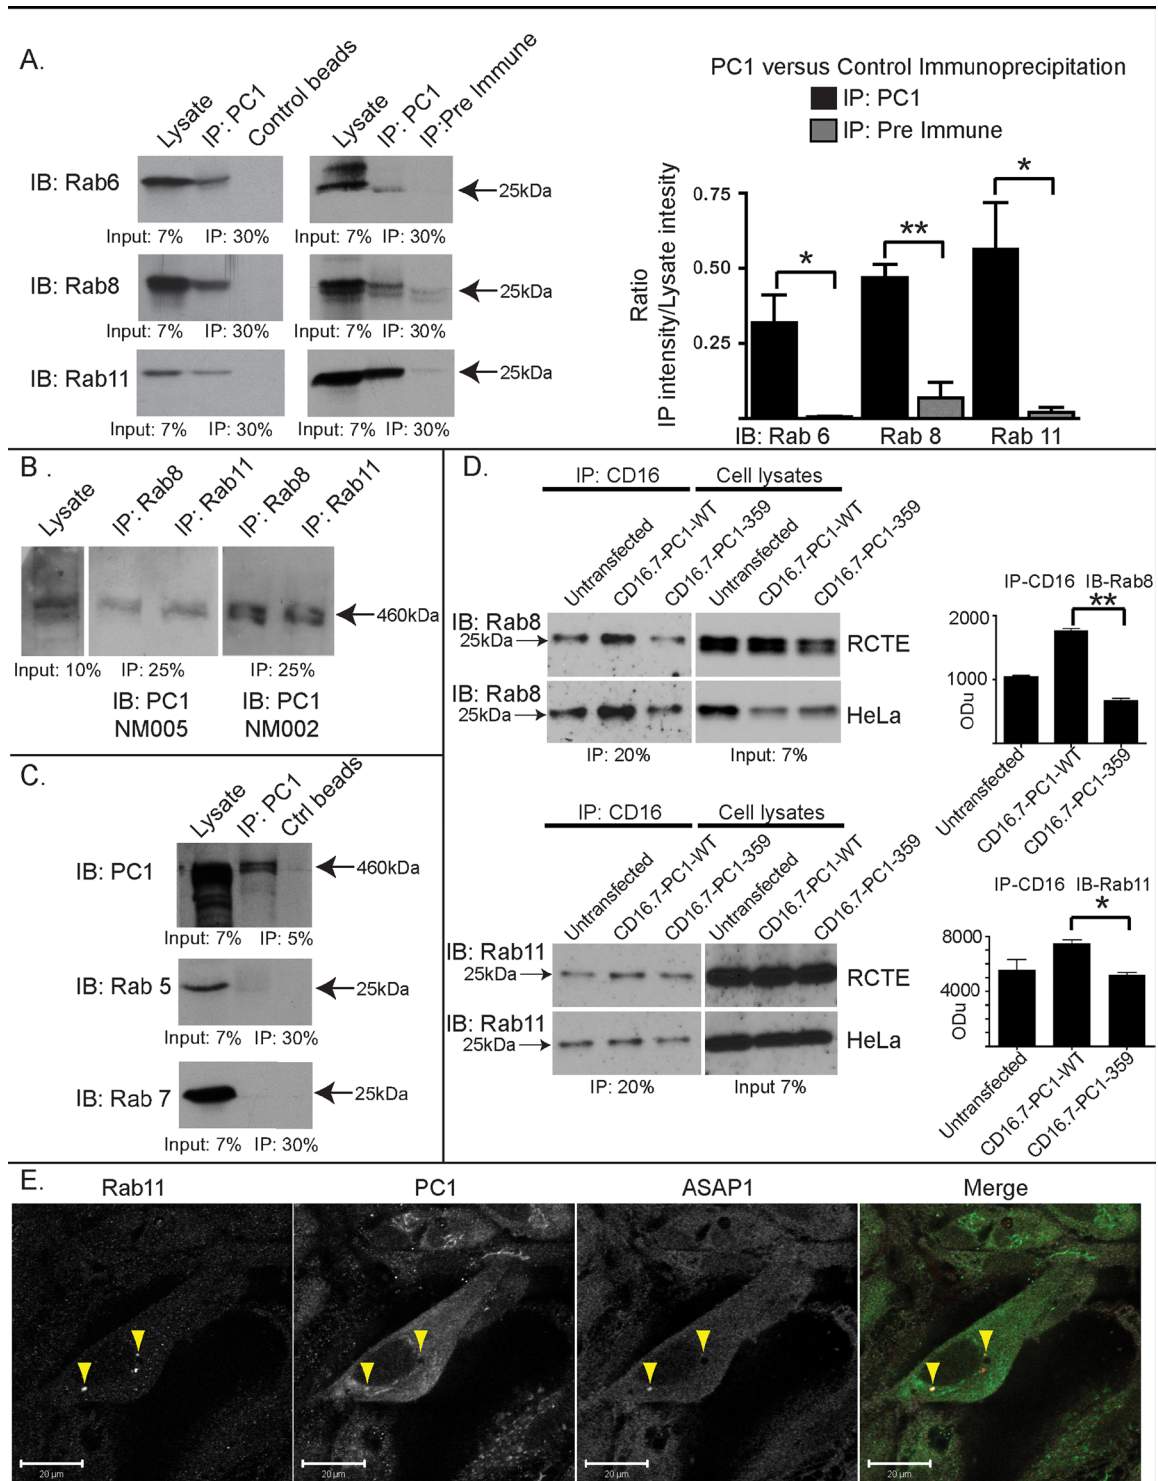 A.
Lysate
IP: PC1
Control beads
Lysate
IP: PC1
IP:Pre Immune
IB: Rab6
25kDa
Input: 7% IP: 30% Input: 7% IP: 30%
IB: Rab8
25kDa
Input: 7% IP: 30% Input: 7% IP: 30%
IB: Rab11
25kDa
Input: 7% IP: 30% Input: 7% IP: 30%
PC1 versus Control Immunoprecipitation
IP: PC1
IP: Pre Immune
Ratio
IP intensity/Lysate intesity
0.75
0.50
0.25
*
**
*
IB: Rab 6 Rab 8 Rab 11
B.
Lysate
IP: Rab8
IP: Rab11
IP: Rab8
IP: Rab11
460kDa
Input: 10% IP: 25% IP: 25%
IB: PC1 IB: PC1
NM005 NM002
C.
Lysate
IP: PC1
Ctrl beads
IB: PC1
460kDa
Input: 7% IP: 5%
IB: Rab 5
25kDa
Input: 7% IP: 30%
IB: Rab 7
25kDa
Input: 7% IP: 30%
D.
IP: CD16 Cell lysates
Untransfected
CD16.7-PC1-WT
CD16.7-PC1-359
Untransfected
CD16.7-PC1-WT
CD16.7-PC1-359
IB: Rab8
25kDa
RCTE
IB: Rab8
25kDa
HeLa
IP: 20% Input: 7%
IP-CD16 IB-Rab8
**
2000
1000
ODu
Untransfected
CD16.7-PC1-WT
CD16.7-PC1-359
IP: CD16 Cell lysates
Untransfected
CD16.7-PC1-WT
CD16.7-PC1-359
Untransfected
CD16.7-PC1-WT
CD16.7-PC1-359
IB: Rab11
25kDa
RCTE
IB: Rab11
25kDa
HeLa
IP: 20% Input 7%
IP-CD16 IB-Rab11
*
8000
4000
ODu
Untransfected
CD16.7-PC1-WT
CD16.7-PC1-359
E.
Rab11 PC1 ASAP1 Merge
20 µm 20 µm 20 µm 20 µm